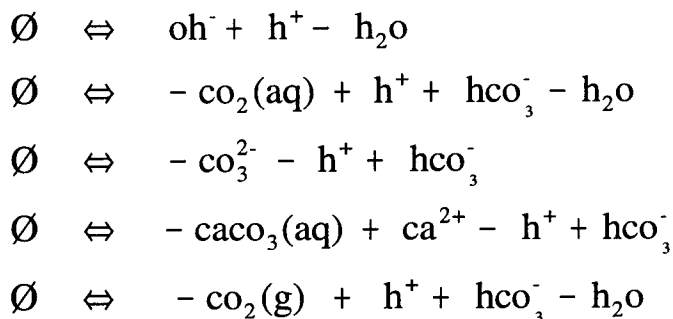 Ø ⇔ oh⁻ + h⁺ − h₂o
Ø ⇔ − co₂(aq) + h⁺ + hco₃⁻ − h₂o
Ø ⇔ − co₃²⁻ − h⁺ + hco₃⁻
Ø ⇔ − caco₃(aq) + ca²⁺ − h⁺ + hco₃⁻
Ø ⇔ − co₂(g) + h⁺ + hco₃⁻ − h₂o